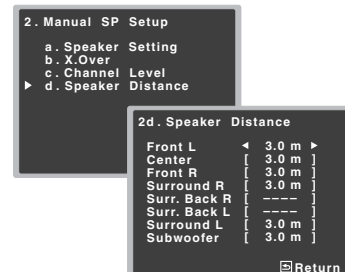 2.Manual SP Setup
a.Speaker Setting
b.X.Over
c.Channel Level
▶ d.Speaker Distance
2d.Speaker Distance
Front L ◀ 3.0 m ▶
Center [ 3.0 m ]
Front R [ 3.0 m ]
Surround R [ 3.0 m ]
Surr. Back R [ ---- ]
Surr. Back L [ ---- ]
Surround L [ 3.0 m ]
Subwoofer [ 3.0 m ]
Return